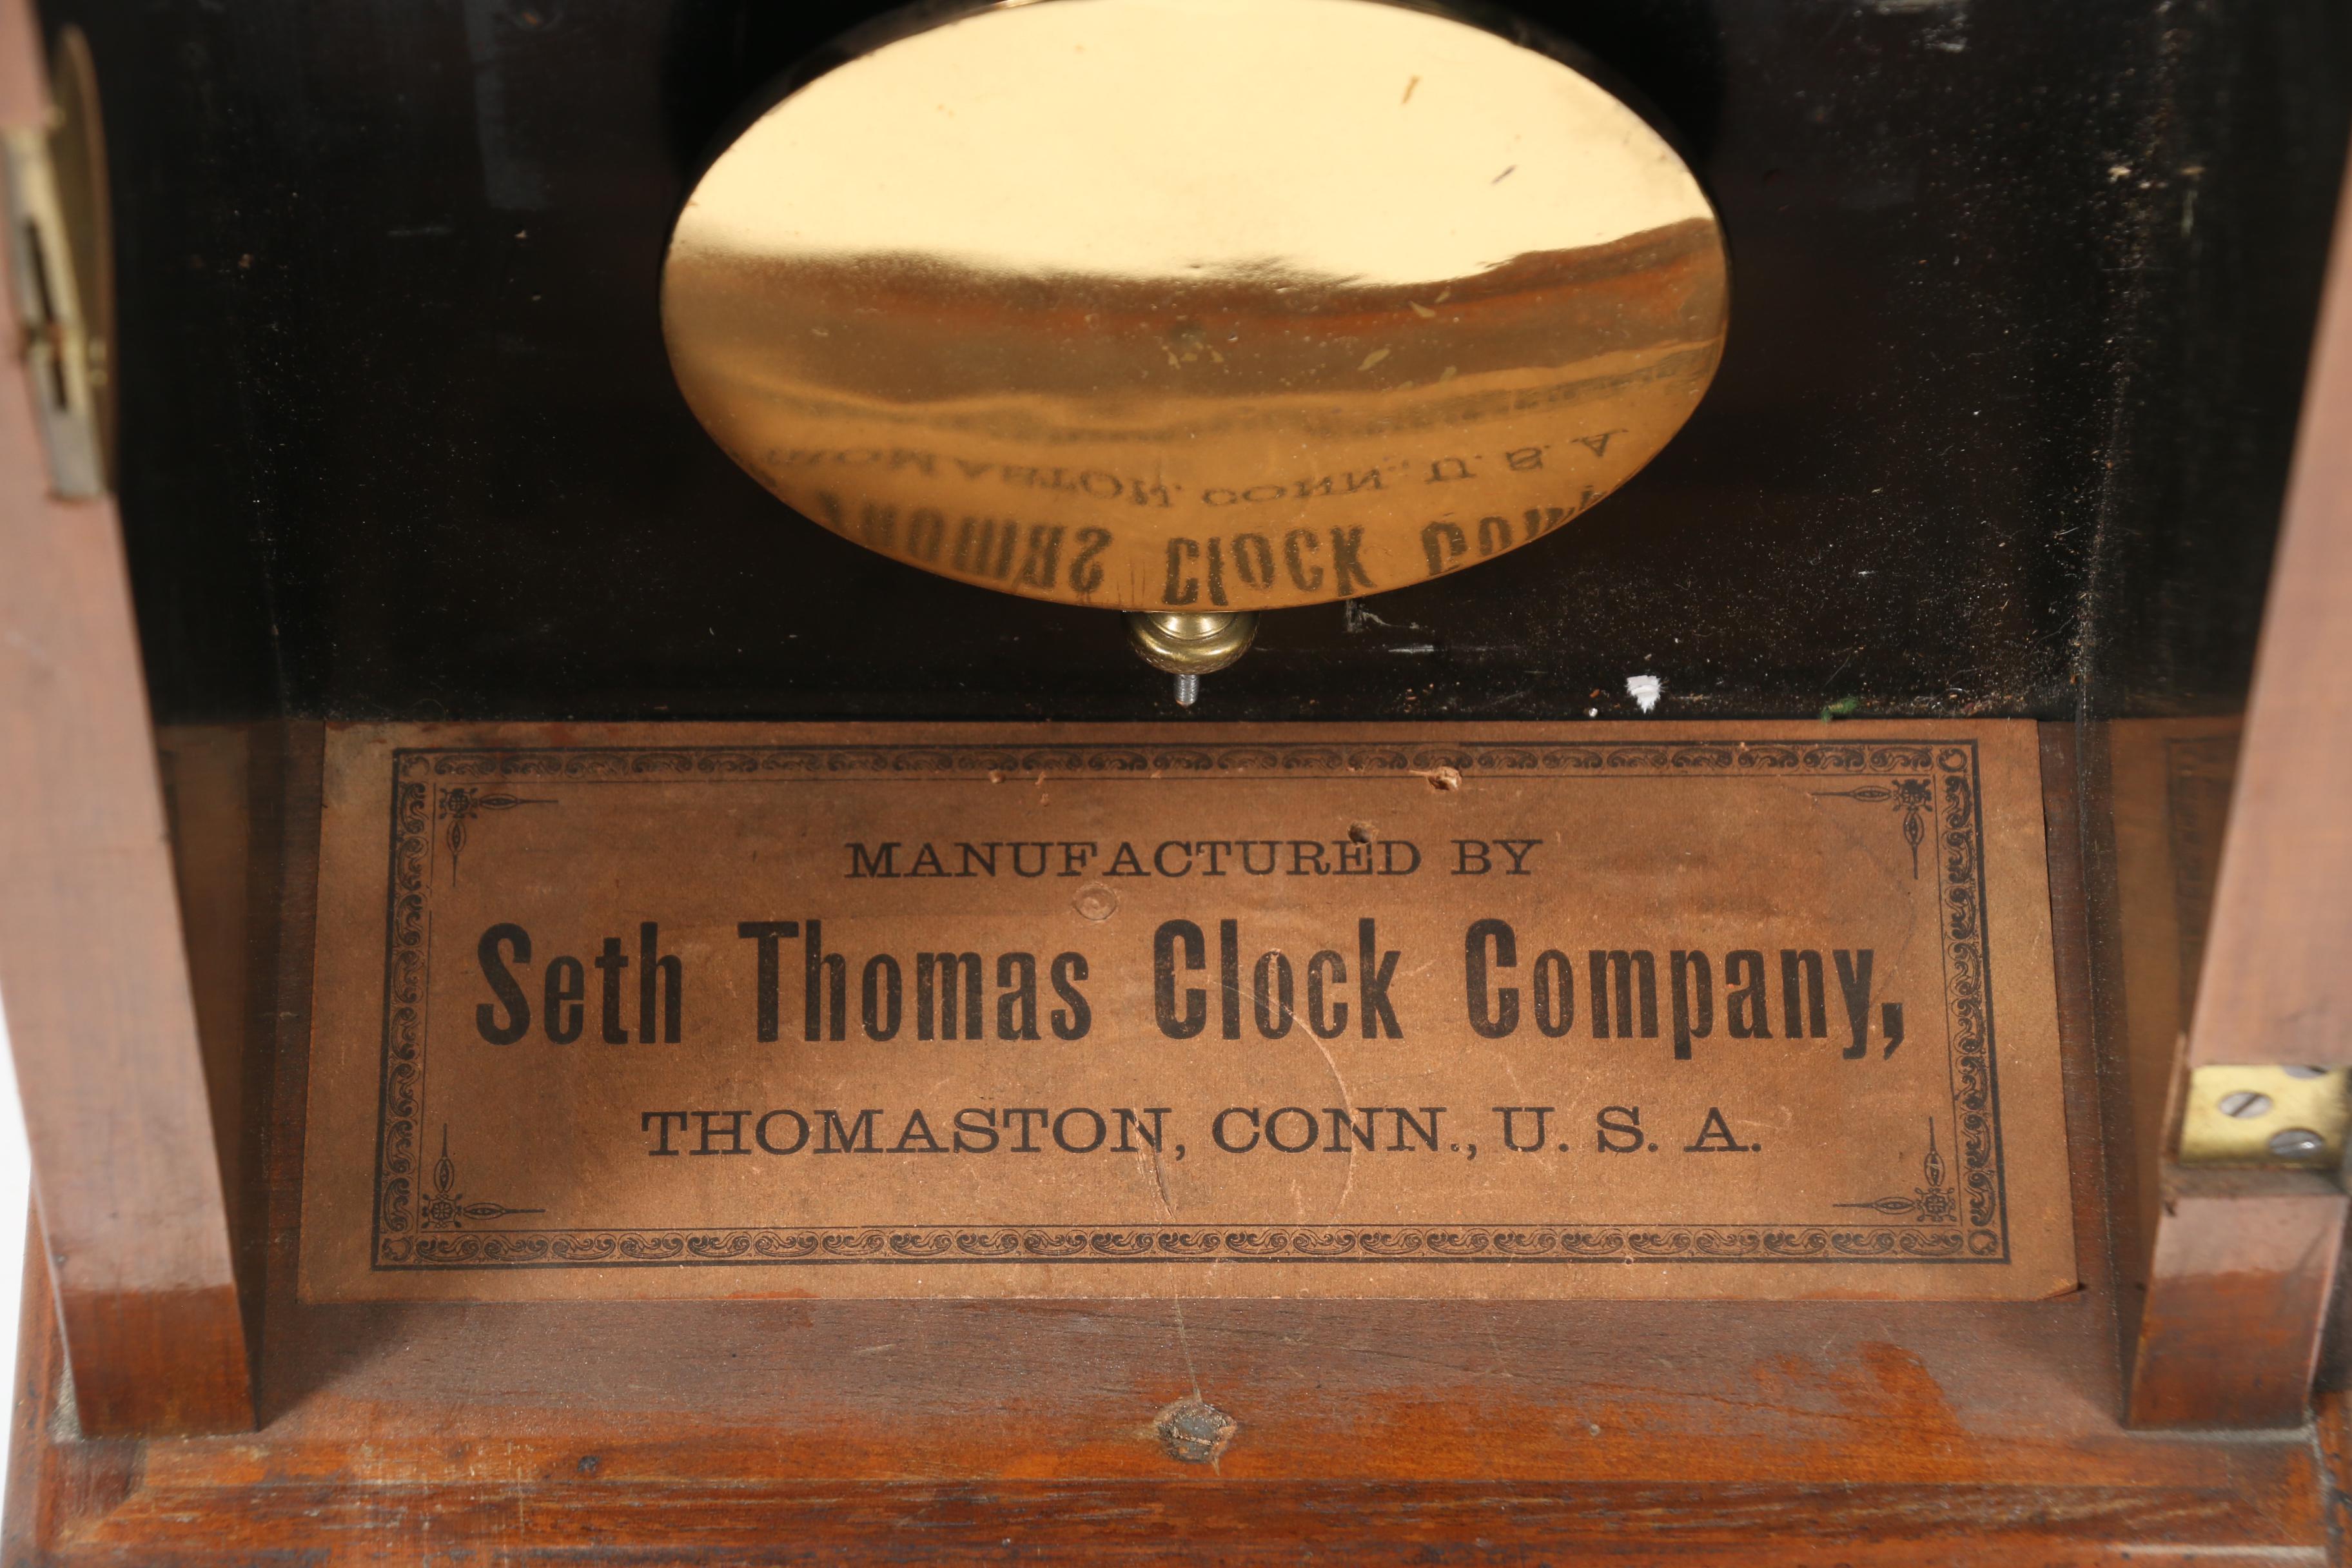 MANUFACTURED BY
Seth Thomas Clock Company,
THOMASTON, CONN., U. S. A.